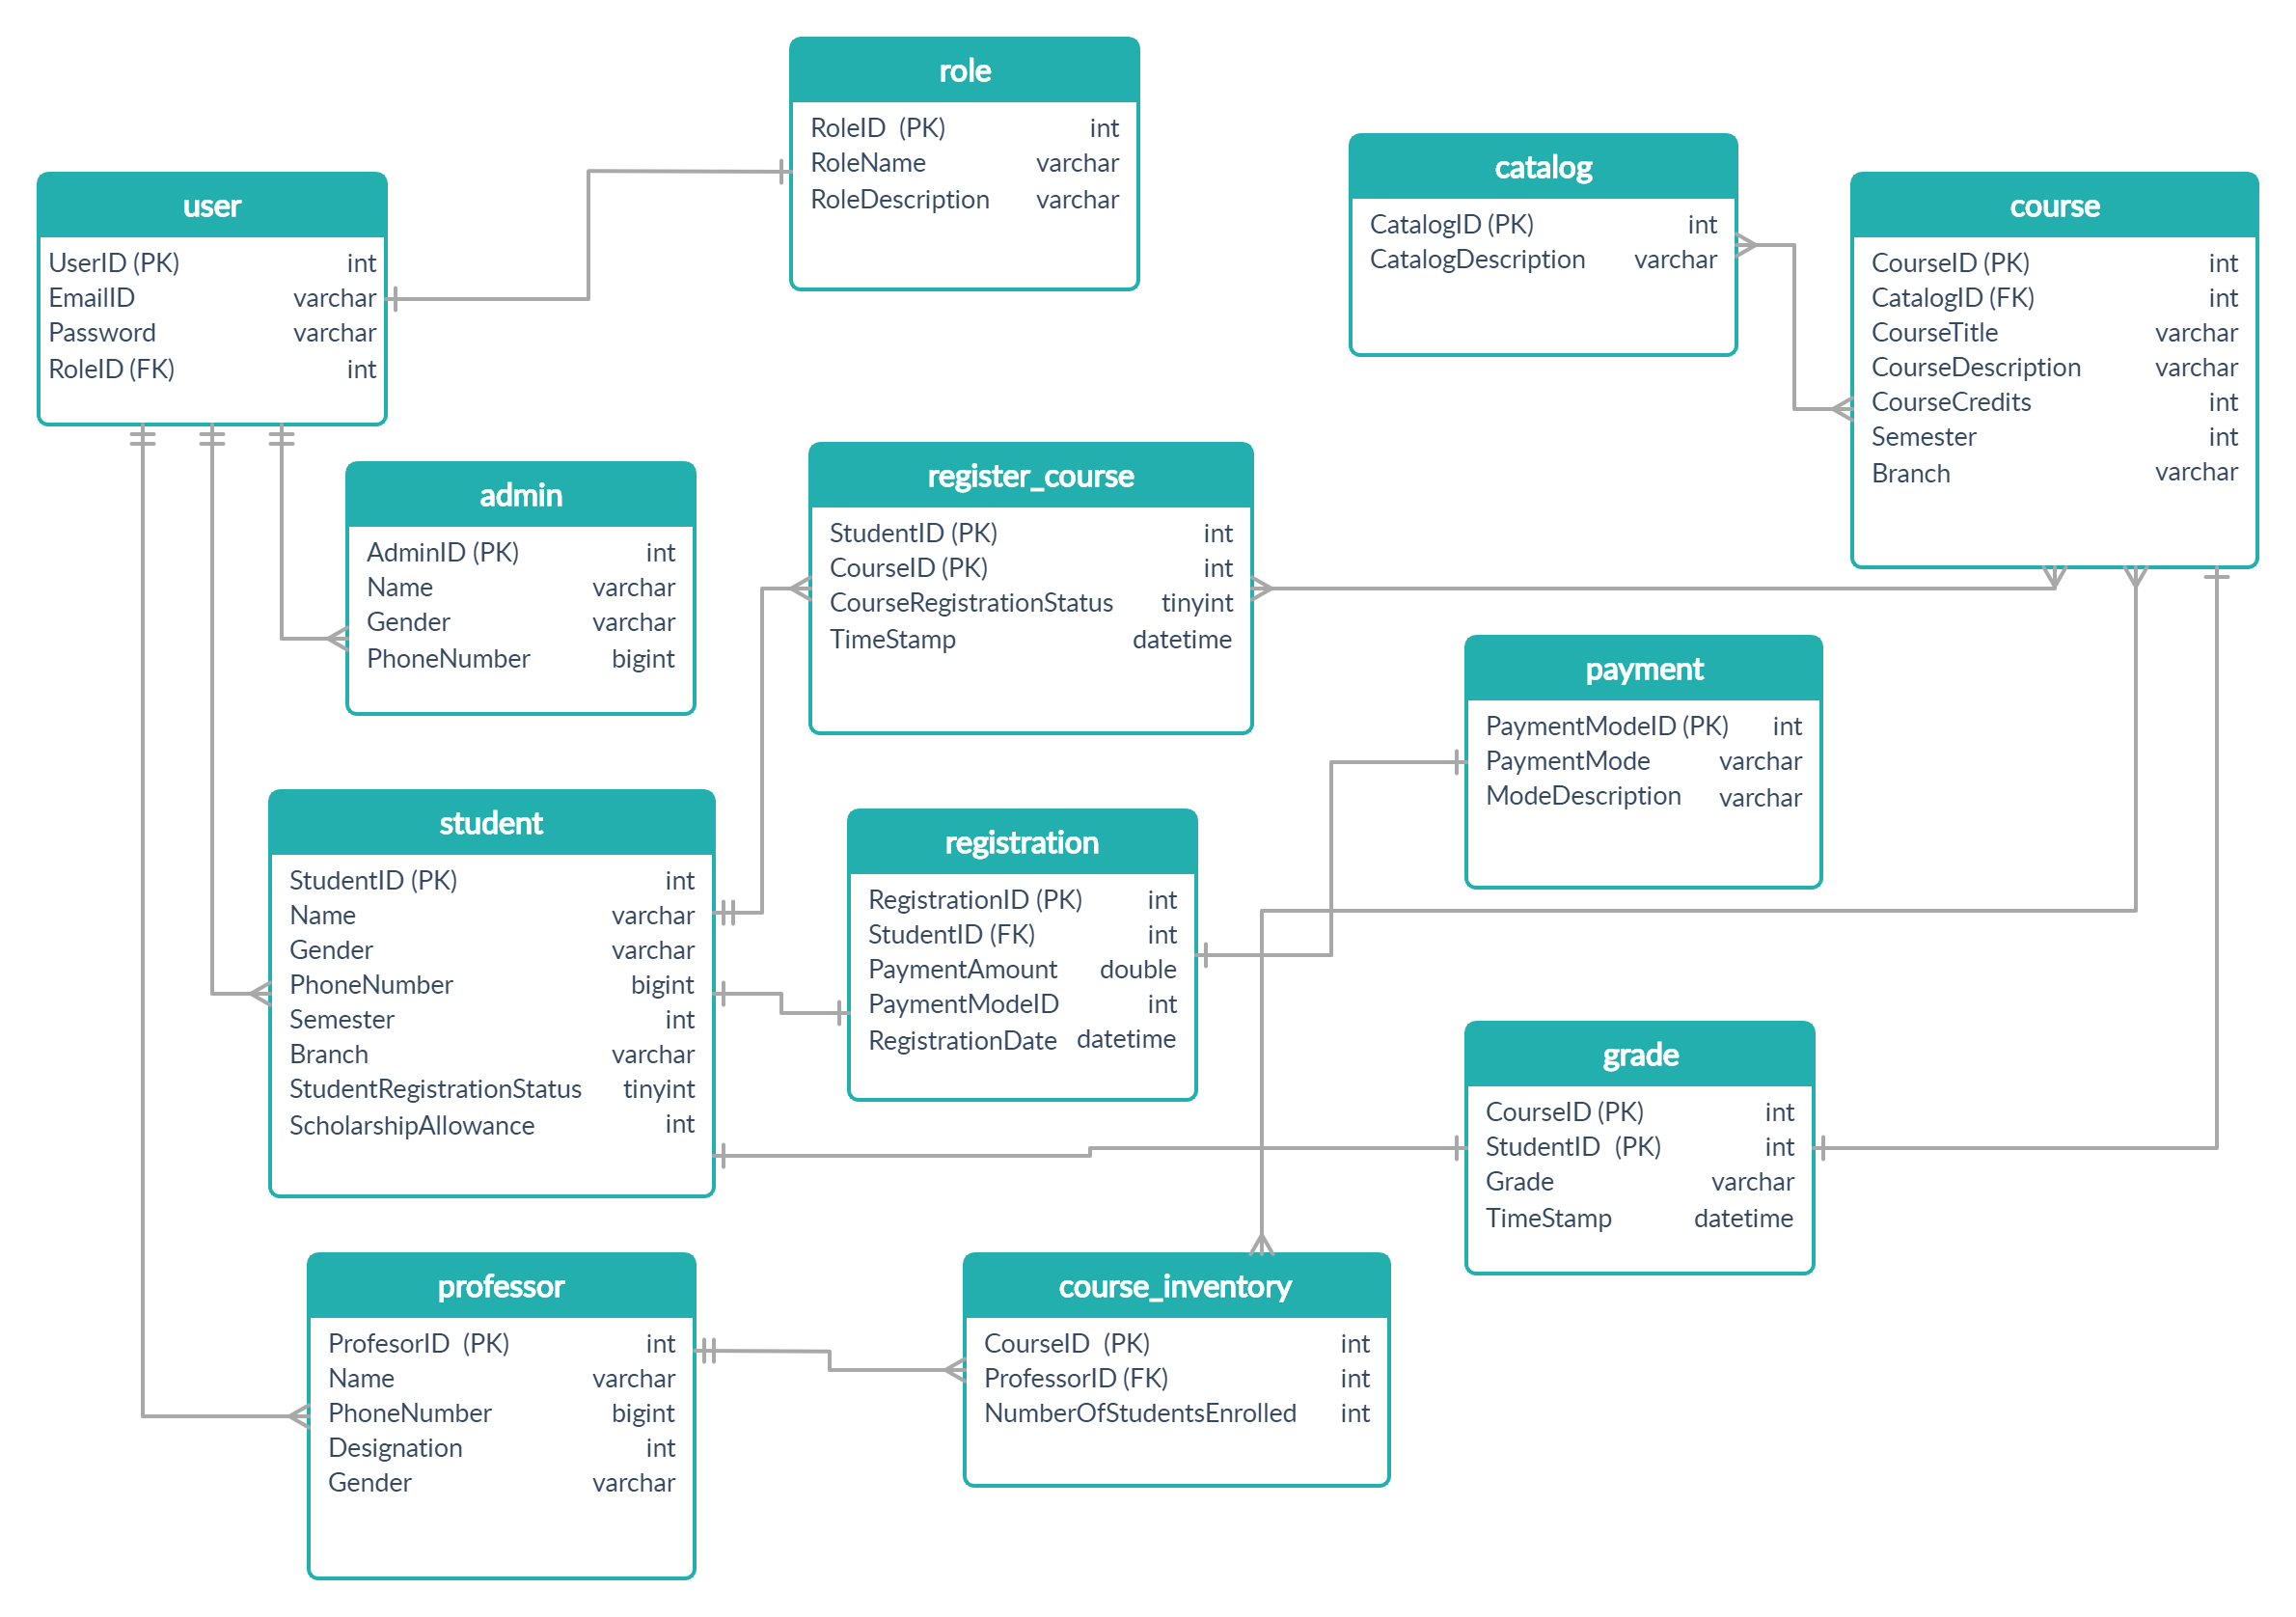 role
RoleID (PK) int
RoleName varchar
RoleDescription varchar
catalog
CatalogID (PK) int
CatalogDescription varchar
user
UserID (PK) int
EmailID varchar
Password varchar
RoleID (FK) int
course
CourseID (PK) int
CatalogID (FK) int
CourseTitle varchar
CourseDescription varchar
CourseCredits int
Semester int
Branch varchar
admin
AdminID (PK) int
Name varchar
Gender varchar
PhoneNumber bigint
register_course
StudentID (PK) int
CourseID (PK) int
CourseRegistrationStatus tinyint
TimeStamp datetime
payment
PaymentModeID (PK) int
PaymentMode varchar
ModeDescription varchar
student
StudentID (PK) int
Name varchar
Gender varchar
PhoneNumber bigint
Semester int
Branch varchar
StudentRegistrationStatus tinyint
ScholarshipAllowance int
registration
RegistrationID (PK) int
StudentID (FK) int
PaymentAmount double
PaymentModeID int
RegistrationDate datetime
grade
CourseID (PK) int
StudentID (PK) int
Grade varchar
TimeStamp datetime
professor
ProfesorID (PK) int
Name varchar
PhoneNumber bigint
Designation int
Gender varchar
course_inventory
CourseID (PK) int
ProfessorID (FK) int
NumberOfStudentsEnrolled int